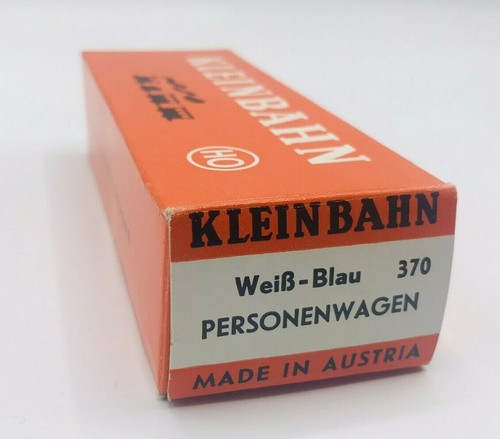 KLEINBAHN
HO
KLEINBAHN
Weiß-Blau 370
PERSONENWAGEN
MADE IN AUSTRIA